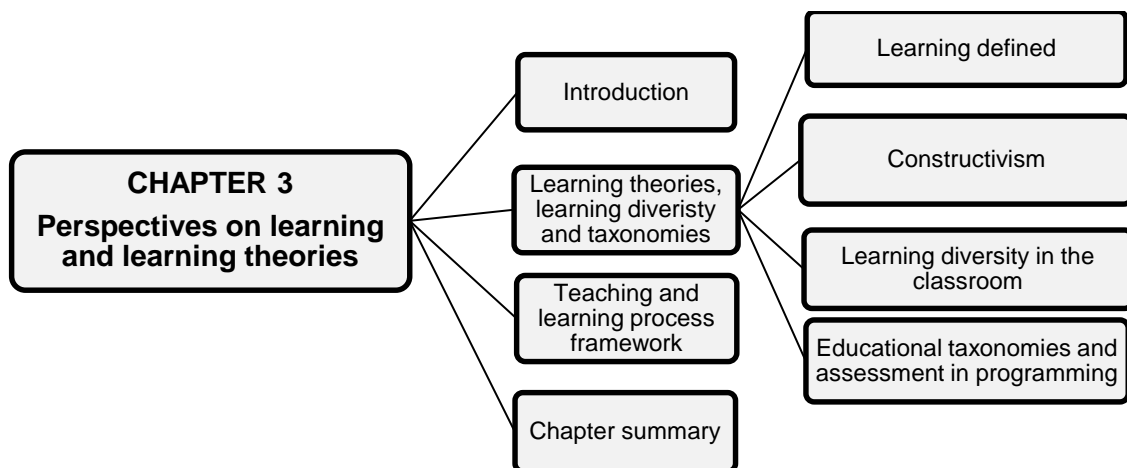 CHAPTER 3
Perspectives on learning
and learning theories
Introduction
Learning theories,
learning diveristy
and taxonomies
Teaching and
learning process
framework
Chapter summary
Learning defined
Constructivism
Learning diversity in the
classroom
Educational taxonomies and
assessment in programming